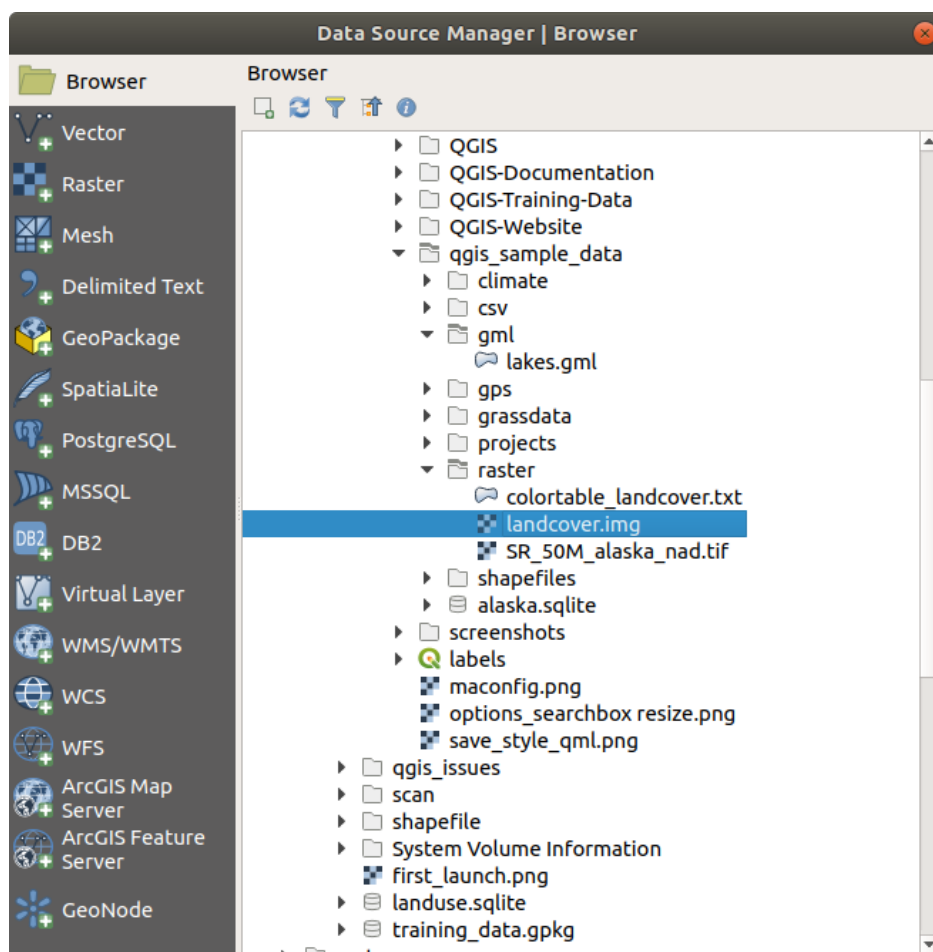 Data Source Manager | Browser
Browser
Vector
Raster
Mesh
Delimited Text
GeoPackage
SpatiaLite
PostgreSQL
MSSQL
DB2
DB2
Virtual Layer
WMS/WMTS
WCS
WFS
ArcGIS Map
Server
ArcGIS Feature
Server
GeoNode
Browser
QGIS
QGIS-Documentation
QGIS-Training-Data
QGIS-Website
qgis_sample_data
climate
csv
gml
lakes.gml
gps
grassdata
projects
raster
colortable_landcover.txt
landcover.img
SR_50M_alaska_nad.tif
shapefiles
alaska.sqlite
screenshots
labels
maconfig.png
options_searchbox resize.png
save_style_qml.png
qgis_issues
scan
shapefile
System Volume Information
first_launch.png
landuse.sqlite
training_data.gpkg